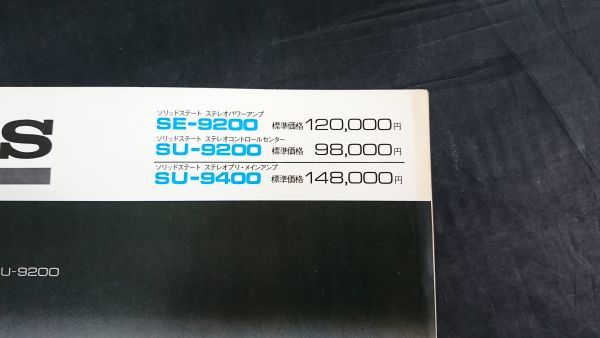 S
ソリッドステート ステレオパワーアンプ
SE-9200 標準価格 120,000円
ソリッドステート ステレオコントロールセンター
SU-9200 標準価格 98,000円
ソリッドステート ステレオプリ・メインアンプ
SU-9400 標準価格 148,000円
U-9200